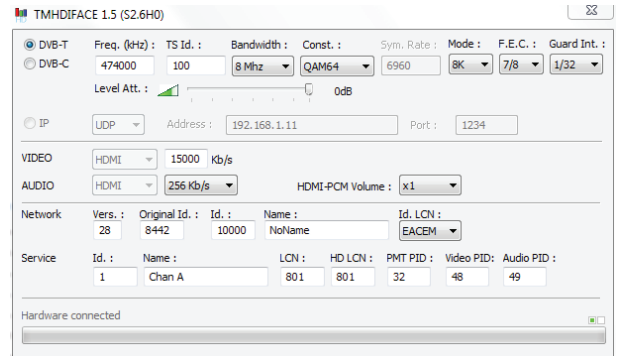 TMHDIFACE 1.5 (S2.6H0)
DVB-T Freq. (kHz) : TS Id. : Bandwidth : Const. : Sym. Rate : Mode : F.E.C. : Guard Int. :
DVB-C 474000 100 8 Mhz QAM64 6960 8K 7/8 1/32
Level Att. : 0dB
IP UDP Address : 192.168.1.11 Port : 1234
VIDEO HDMI 15000 Kb/s
AUDIO HDMI 256 Kb/s HDMI-PCM Volume : x1
Network Vers. : Original Id. : Id. : Name : Id. LCN :
28 8442 10000 NoName EACEM
Service Id. : Name : LCN : HD LCN : PMT PID : Video PID: Audio PID :
1 Chan A 801 801 32 48 49
Hardware connected